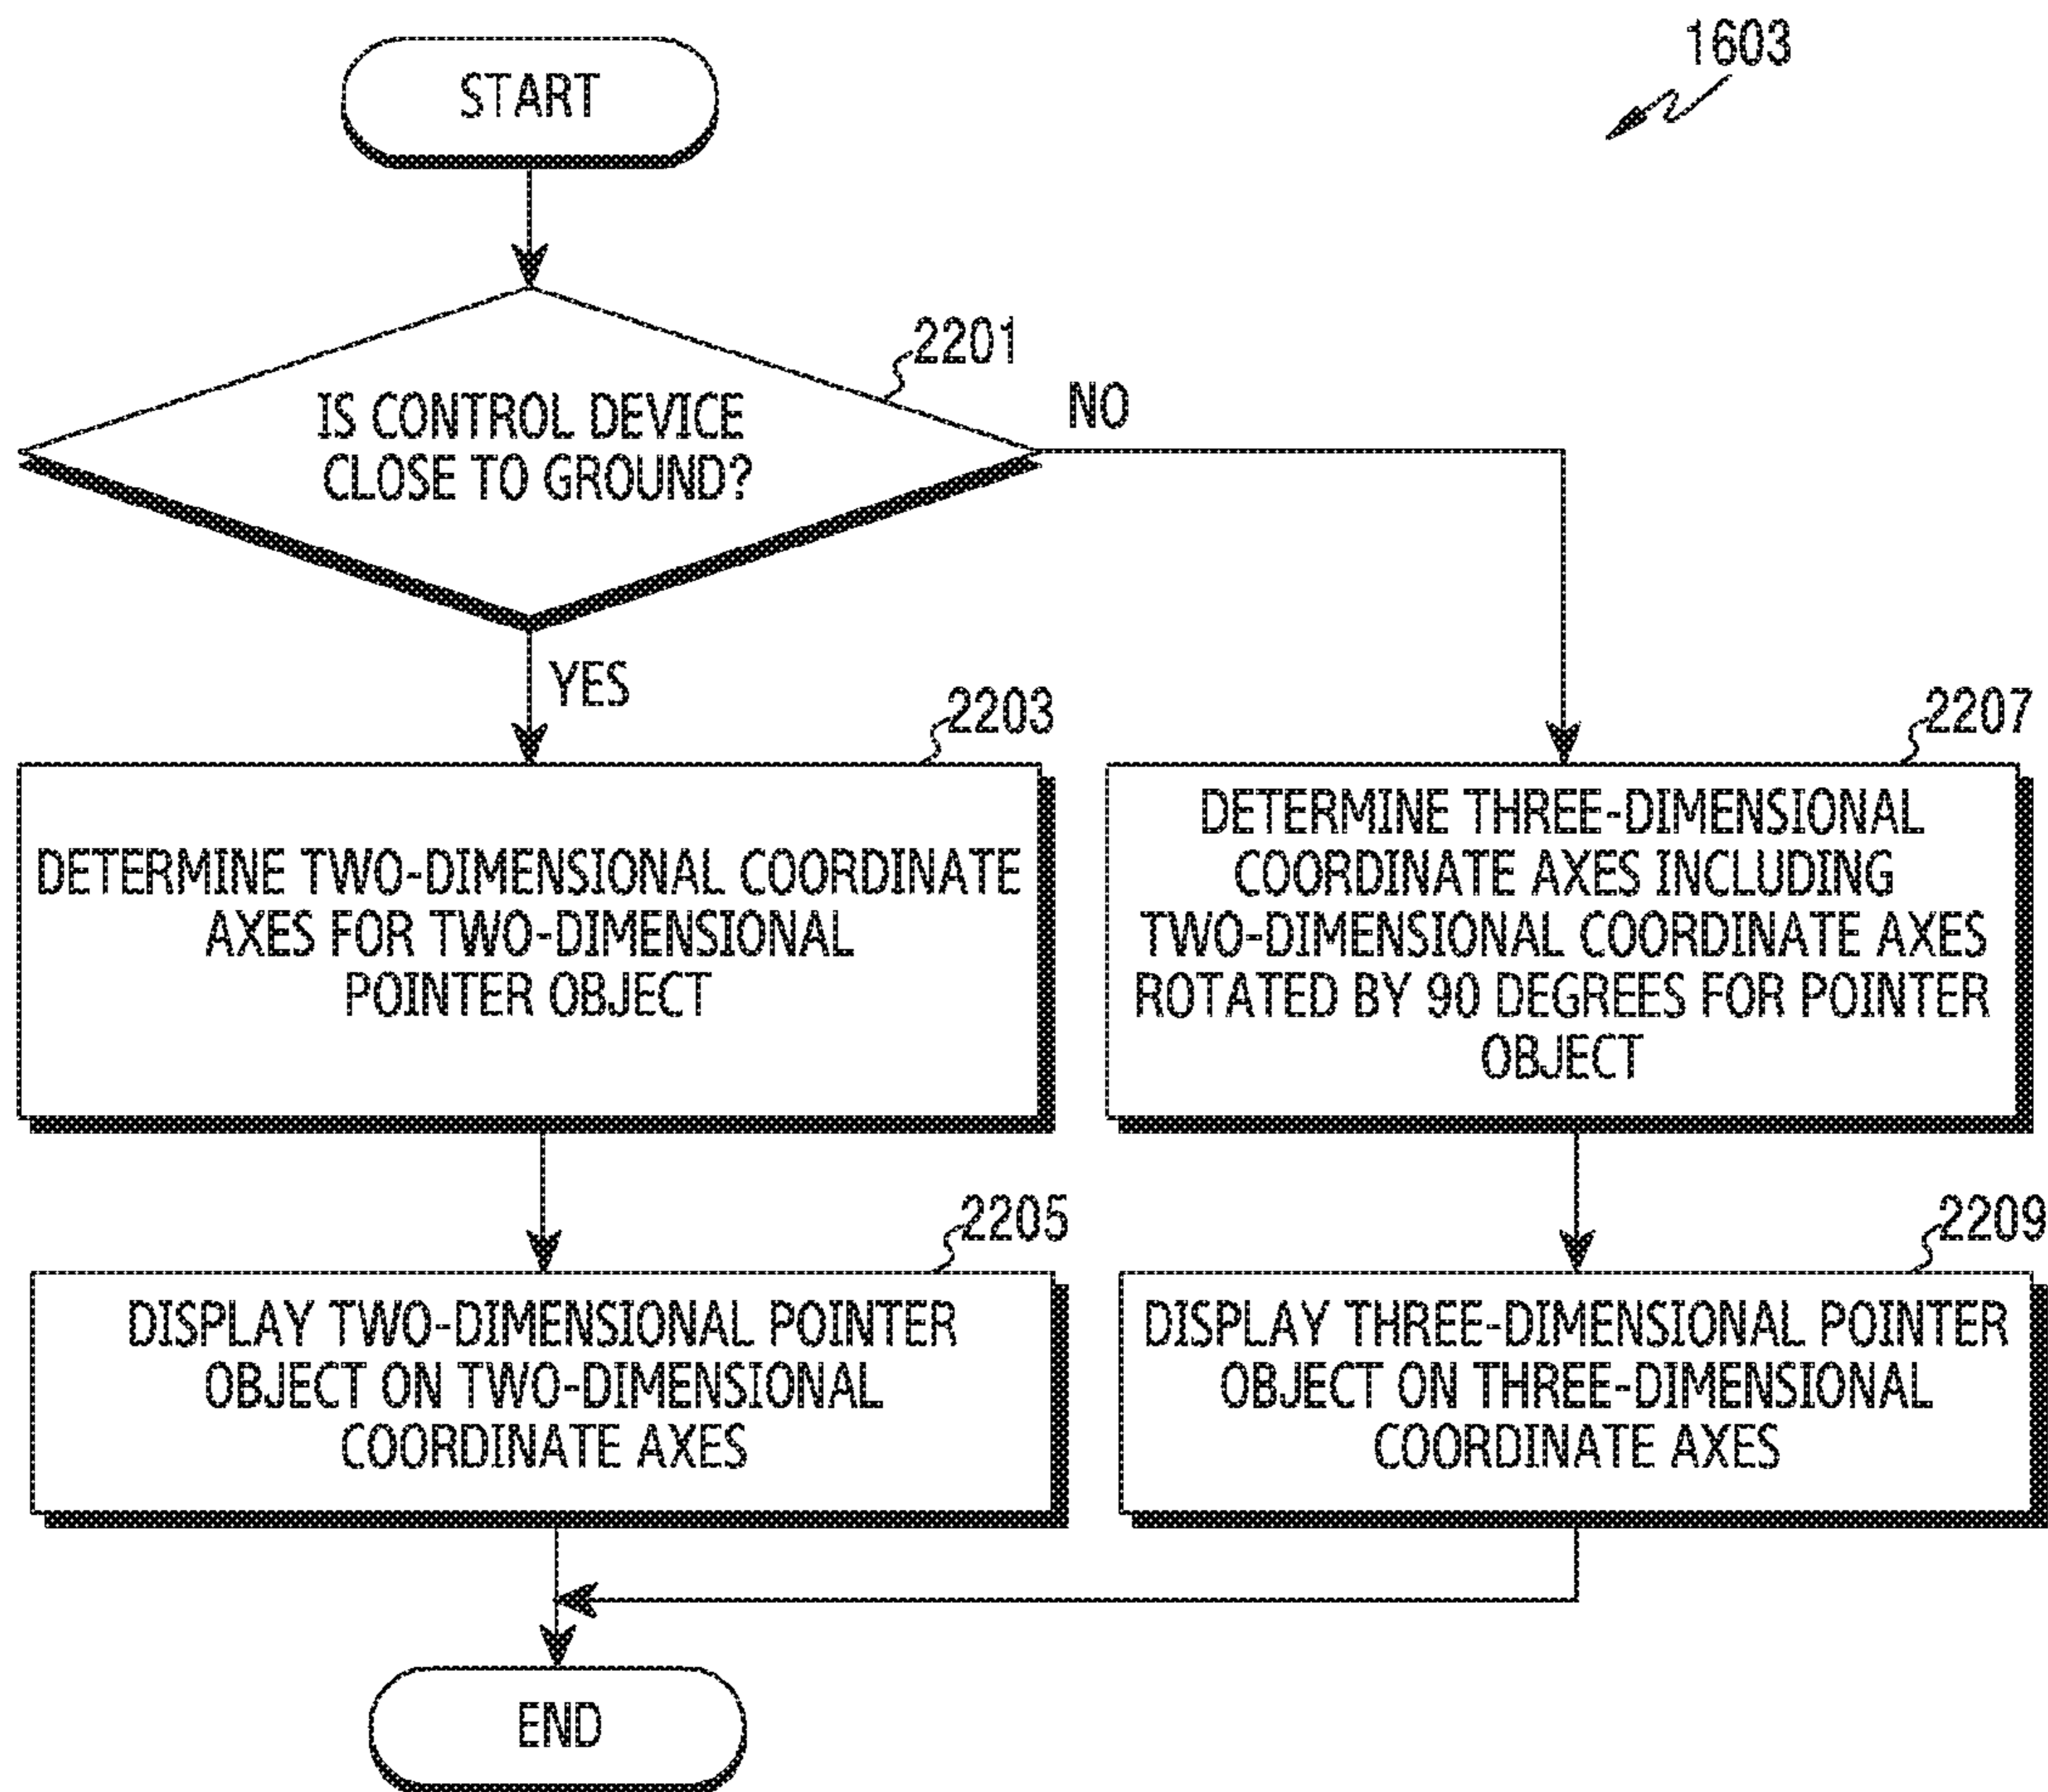 1603
START
2201
IS CONTROL DEVICE
CLOSE TO GROUND?
NO
YES
2203
DETERMINE TWO-DIMENSIONAL COORDINATE
AXES FOR TWO-DIMENSIONAL
POINTER OBJECT
2207
DETERMINE THREE-DIMENSIONAL
COORDINATE AXES INCLUDING
TWO-DIMENSIONAL COORDINATE AXES
ROTATED BY 90 DEGREES FOR POINTER
OBJECT
2205
DISPLAY TWO-DIMENSIONAL POINTER
OBJECT ON TWO-DIMENSIONAL
COORDINATE AXES
2209
DISPLAY THREE-DIMENSIONAL POINTER
OBJECT ON THREE-DIMENSIONAL
COORDINATE AXES
END